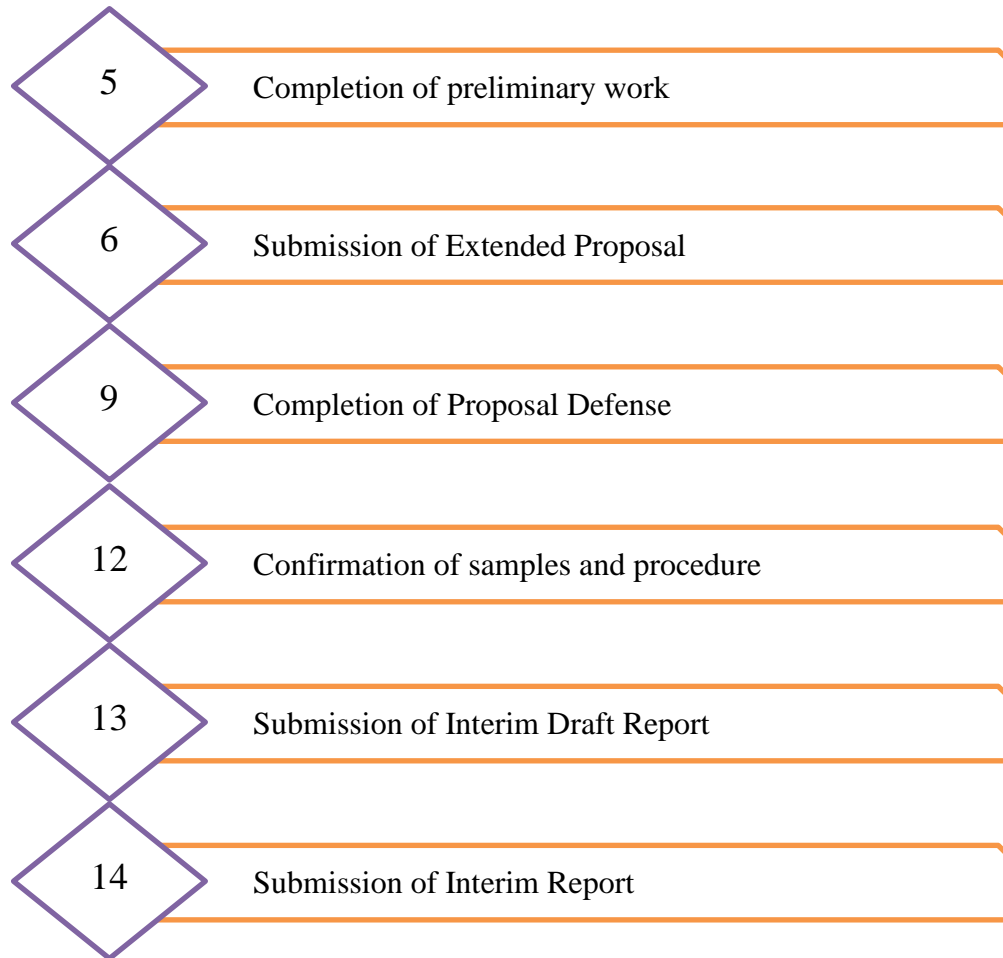 5 Completion of preliminary work
6 Submission of Extended Proposal
9 Completion of Proposal Defense
12 Confirmation of samples and procedure
13 Submission of Interim Draft Report
14 Submission of Interim Report